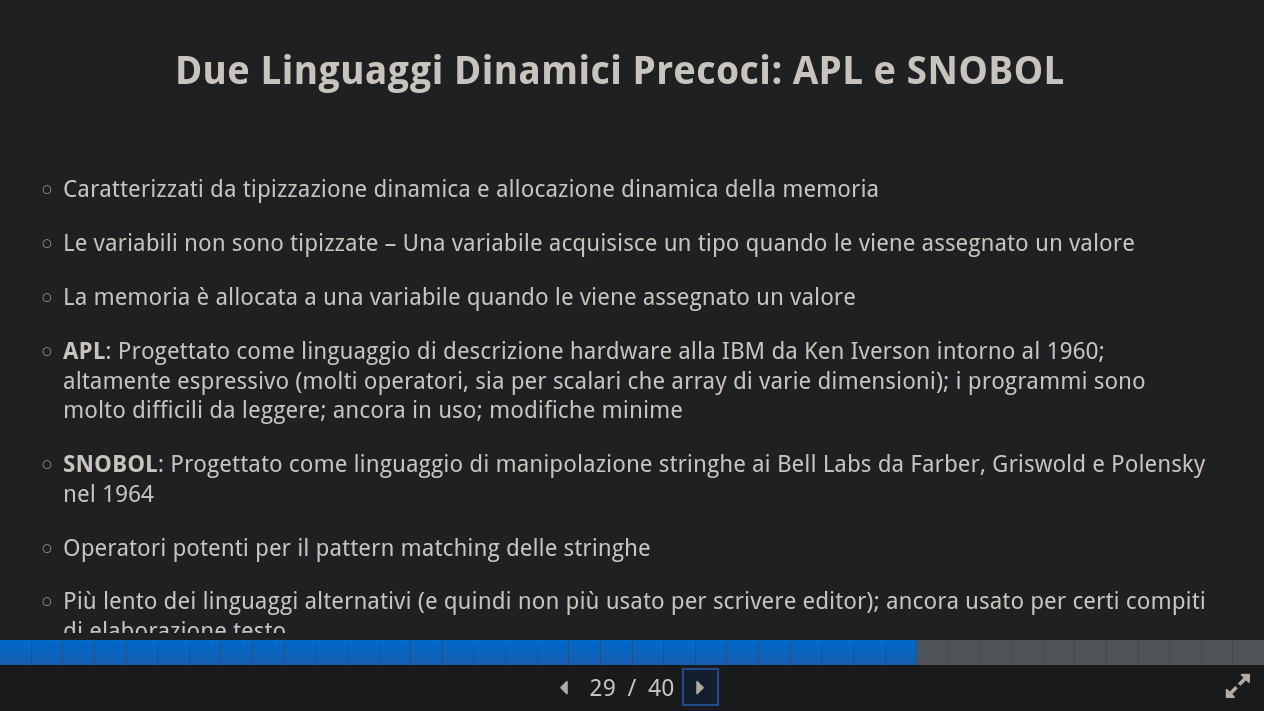 Due Linguaggi Dinamici Precoci: APL e SNOBOL
Caratterizzati da tipizzazione dinamica e allocazione dinamica della memoria
Le variabili non sono tipizzate – Una variabile acquisisce un tipo quando le viene assegnato un valore
La memoria è allocata a una variabile quando le viene assegnato un valore
APL: Progettato come linguaggio di descrizione hardware alla IBM da Ken Iverson intorno al 1960;
altamente espressivo (molti operatori, sia per scalari che array di varie dimensioni); i programmi sono
molto difficili da leggere; ancora in uso; modifiche minime
SNOBOL: Progettato come linguaggio di manipolazione stringhe ai Bell Labs da Farber, Griswold e Polensky
nel 1964
Operatori potenti per il pattern matching delle stringhe
Più lento dei linguaggi alternativi (e quindi non più usato per scrivere editor); ancora usato per certi compiti
di elaborazione testo
29 / 40